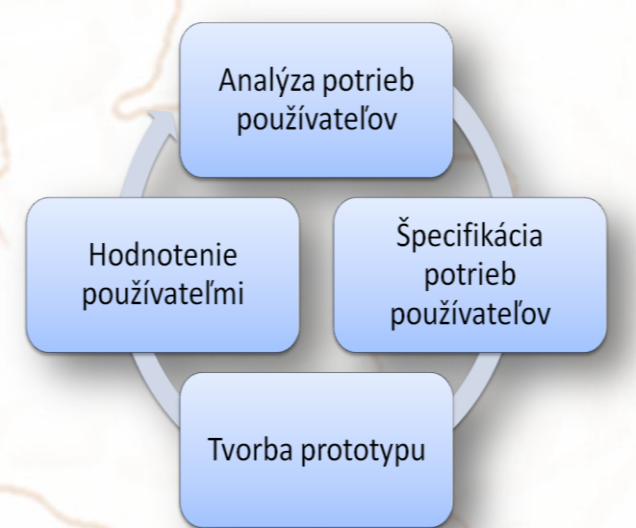 Analýza potrieb
používateľov
Špecifikácia
potrieb
používateľov
Tvorba prototypu
Hodnotenie
používateľmi